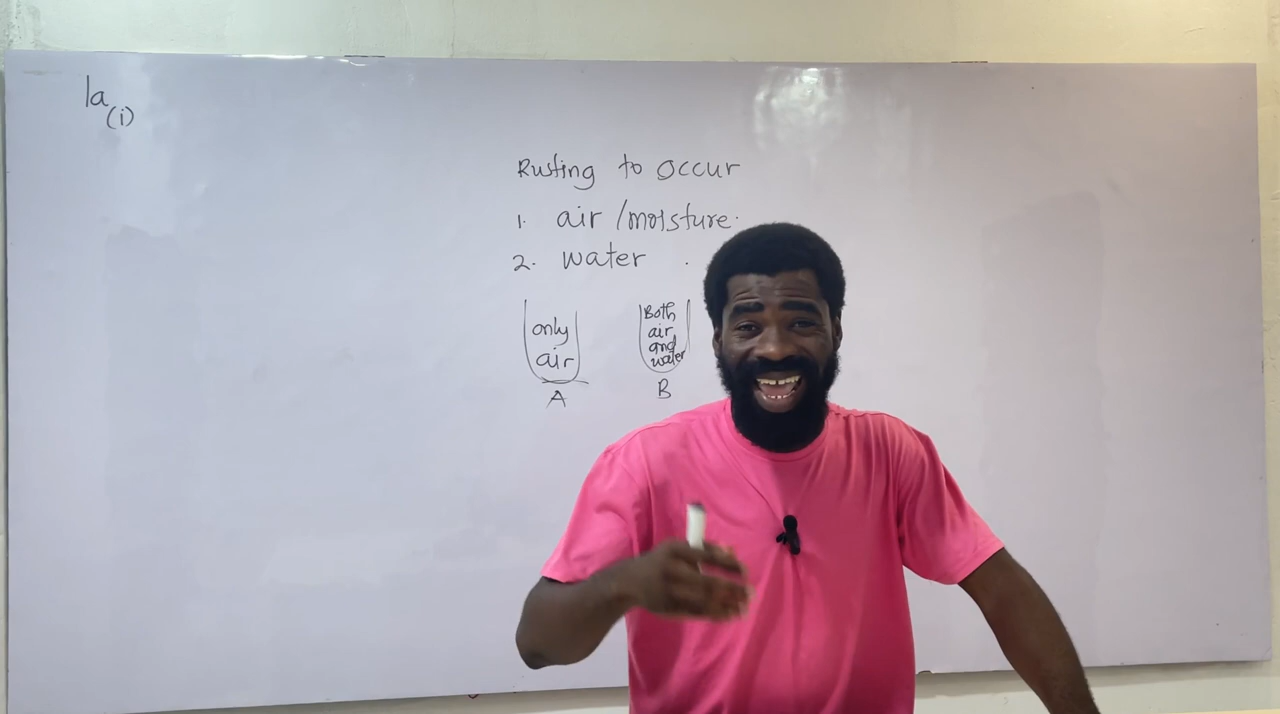 1a
(i)
Rusting to occur
1. air/moisture.
2. water
only
air
A
Both
air
and
water
B